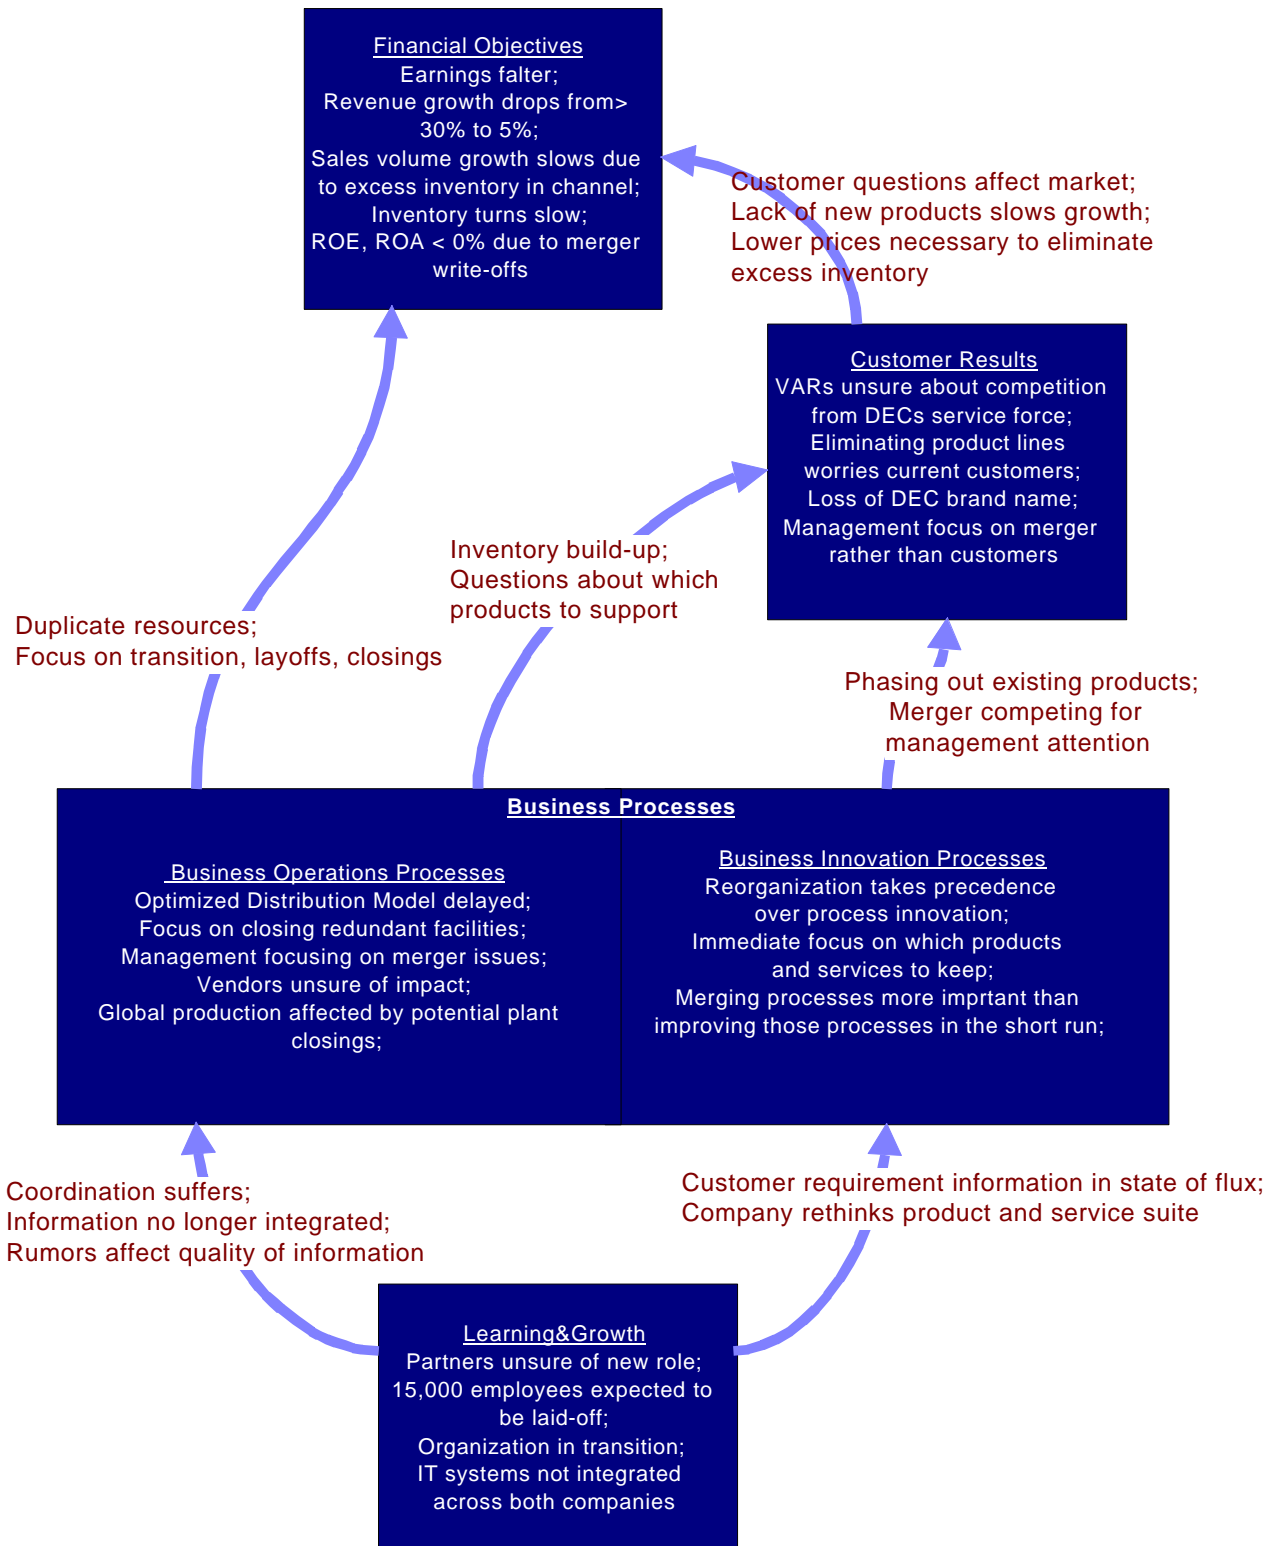 Financial Objectives
Earnings falter;
Revenue growth drops from>
30% to 5%;
Sales volume growth slows due
to excess inventory in channel;
Inventory turns slow;
ROE, ROA < 0% due to merger
write-offs
Customer questions affect market;
Lack of new products slows growth;
Lower prices necessary to eliminate
excess inventory
Customer Results
VARs unsure about competition
from DECs service force;
Eliminating product lines
worries current customers;
Loss of DEC brand name;
Management focus on merger
rather than customers
Inventory build-up;
Questions about which
products to support
Duplicate resources;
Focus on transition, layoffs, closings
Phasing out existing products;
Merger competing for
management attention
Business Processes
Business Operations Processes
Optimized Distribution Model delayed;
Focus on closing redundant facilities;
Management focusing on merger issues;
Vendors unsure of impact;
Global production affected by potential plant
closings;
Business Innovation Processes
Reorganization takes precedence
over process innovation;
Immediate focus on which products
and services to keep;
Merging processes more imprtant than
improving those processes in the short run;
Coordination suffers;
Information no longer integrated;
Rumors affect quality of information
Customer requirement information in state of flux;
Company rethinks product and service suite
Learning&Growth
Partners unsure of new role;
15,000 employees expected to
be laid-off;
Organization in transition;
IT systems not integrated
across both companies